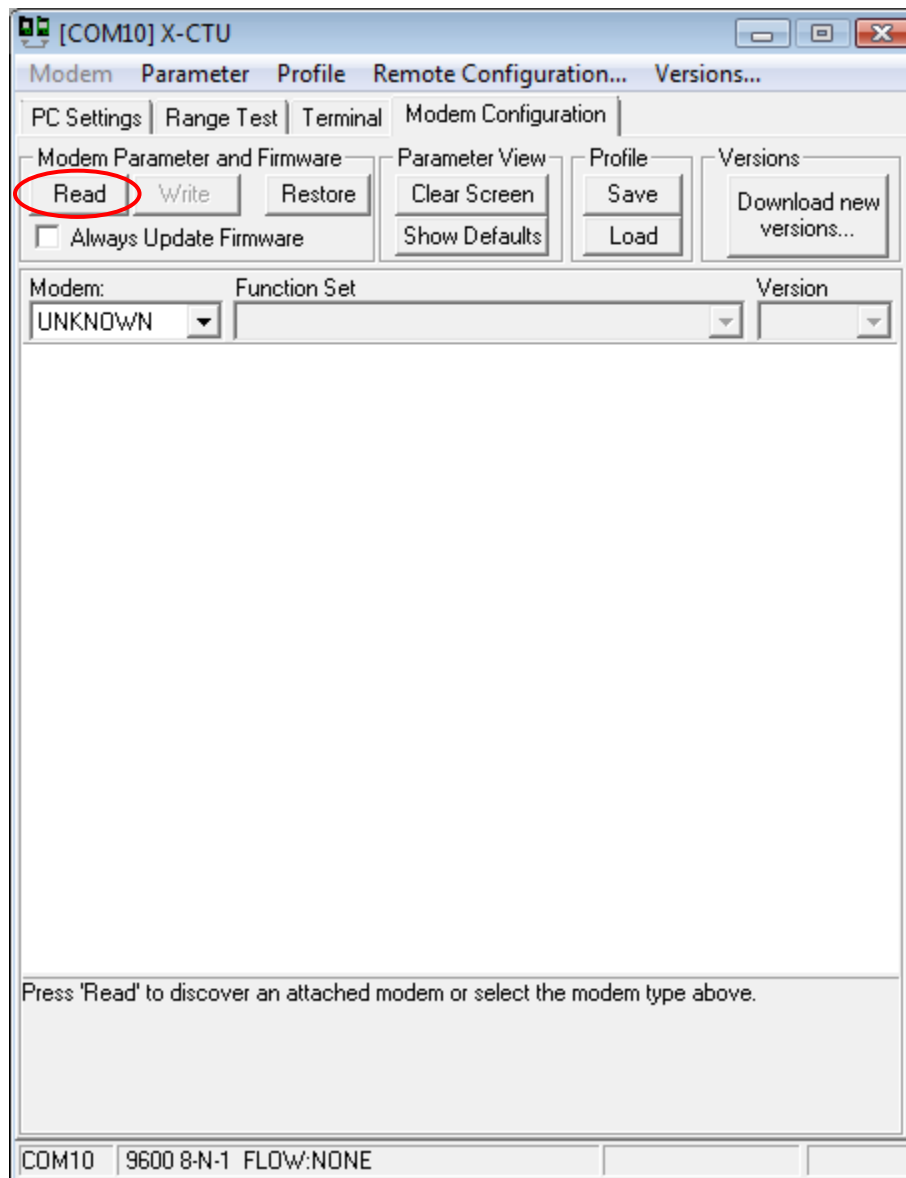 [COM10] X-CTU
Modem Parameter Profile Remote Configuration... Versions...
PC Settings Range Test Terminal Modem Configuration
Modem Parameter and Firmware Parameter View Profile Versions
Read Write Restore Clear Screen Save Download new versions...
Always Update Firmware Show Defaults Load
Modem: Function Set Version
UNKNOWN
Press 'Read' to discover an attached modem or select the modem type above.
COM10 9600 8-N-1 FLOW:NONE